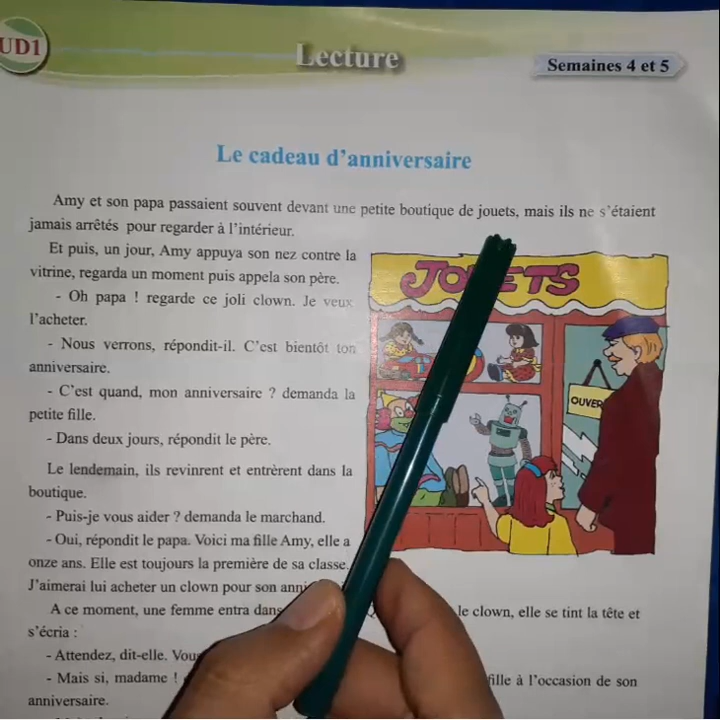 UD1
Lecture
Semaines 4 et 5
Le cadeau d'anniversaire
Amy et son papa passaient souvent devant une petite boutique de jouets, mais ils ne s'étaient
jamais arrêtés pour regarder à l'intérieur.
Et puis, un jour, Amy appuya son nez contre la
vitrine, regarda un moment puis appela son père.
- Oh papa ! regarde ce joli clown. Je veux
l'acheter.
- Nous verrons, répondit-il. C'est bientôt ton
anniversaire.
- C'est quand, mon anniversaire ? demanda la
petite fille.
- Dans deux jours, répondit le père.
Le lendemain, ils revinrent et entrèrent dans la
boutique.
- Puis-je vous aider ? demanda le marchand.
- Oui, répondit le papa. Voici ma fille Amy, elle a
onze ans. Elle est toujours la première de sa classe.
J'aimerai lui acheter un clown pour son
A ce moment, une femme entra dans le clown, elle se tint la tête et
s'écria :
- Attendez, dit-elle.
- Mais si, madame ! fille à l'occasion de son
anniversaire.
JOUETS
OUVER